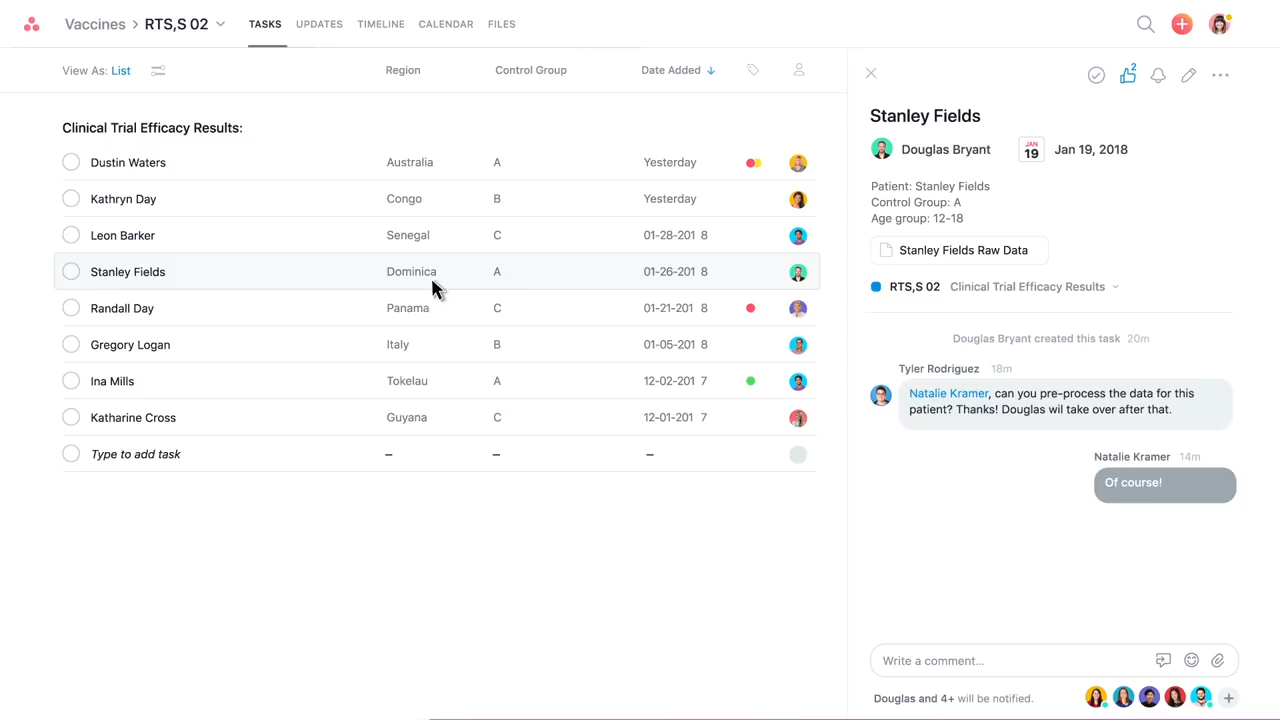 Vaccines > RTS,S 02 TASKS UPDATES TIMELINE CALENDAR FILES
View As: List Region Control Group Date Added ↓
Clinical Trial Efficacy Results:
Dustin Waters Australia A Yesterday
Kathryn Day Congo B Yesterday
Leon Barker Senegal C 01-28-201 8
Stanley Fields Dominica A 01-26-201 8
Randall Day Panama C 01-21-201 8
Gregory Logan Italy B 01-05-201 8
Ina Mills Tokelau A 12-02-201 7
Katharine Cross Guyana C 12-01-201 7
Type to add task – – –
2
Stanley Fields
Douglas Bryant JAN 19 Jan 19, 2018
Patient: Stanley Fields
Control Group: A
Age group: 12-18
Stanley Fields Raw Data
RTS,S 02 Clinical Trial Efficacy Results
Douglas Bryant created this task 20m
Tyler Rodriguez 18m
Natalie Kramer, can you pre-process the data for this
patient? Thanks! Douglas wil take over after that.
Natalie Kramer 14m
Of course!
Write a comment...
Douglas and 4+ will be notified.